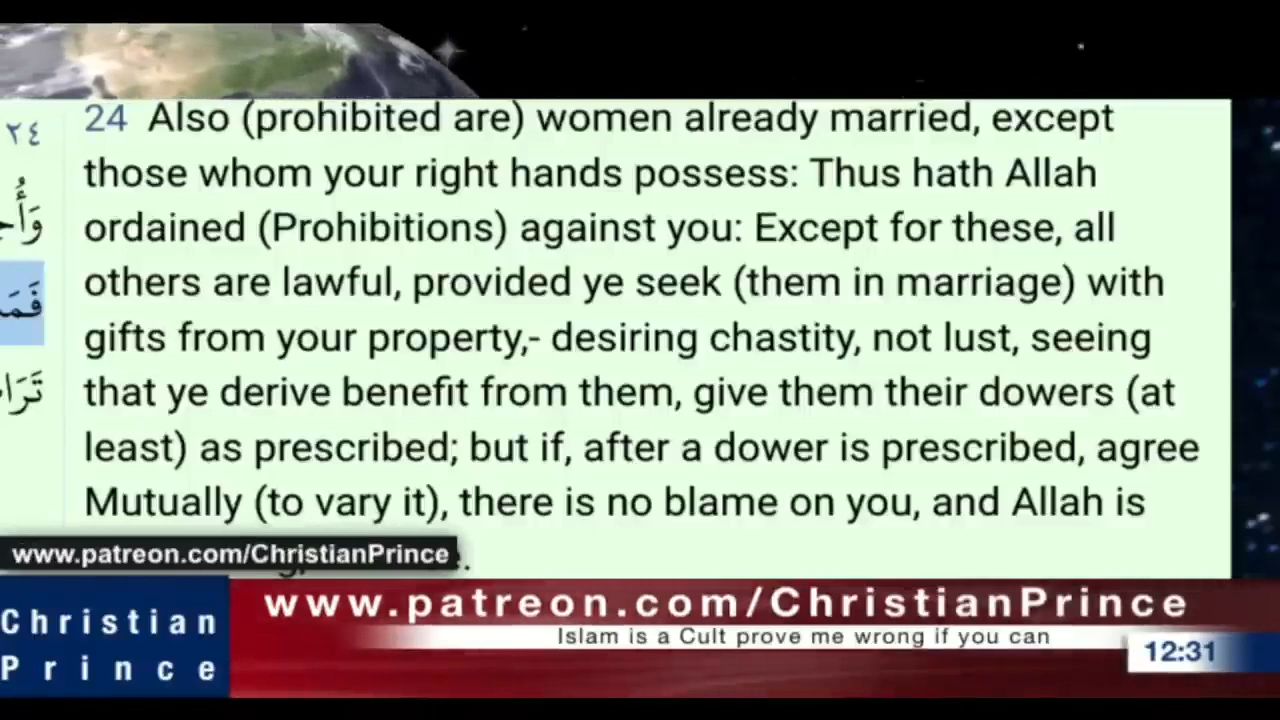 24 Also (prohibited are) women already married, except
those whom your right hands possess: Thus hath Allah
ordained (Prohibitions) against you: Except for these, all
others are lawful, provided ye seek (them in marriage) with
gifts from your property,- desiring chastity, not lust, seeing
that ye derive benefit from them, give them their dowers (at
least) as prescribed; but if, after a dower is prescribed, agree
Mutually (to vary it), there is no blame on you, and Allah is
٢٤
www.patreon.com/ChristianPrince
www.patreon.com/ChristianPrince
Islam is a Cult prove me wrong if you can
Christian
Prince
12:31